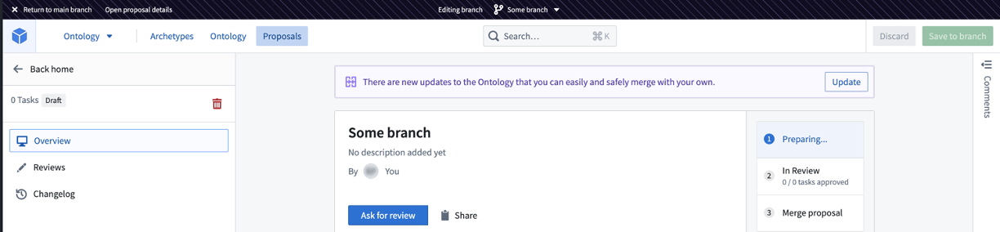 Return to main branch Open proposal details Editing branch Some branch
Ontology Archetypes Ontology Proposals Search... ⌘K Discard Save to branch
Back home
There are new updates to the Ontology that you can easily and safely merge with your own. Update
0 Tasks Draft
Comments
Overview
Reviews
Changelog
Some branch
No description added yet
By You
Ask for review Share
1 Preparing...
2 In Review
0 / 0 tasks approved
3 Merge proposal